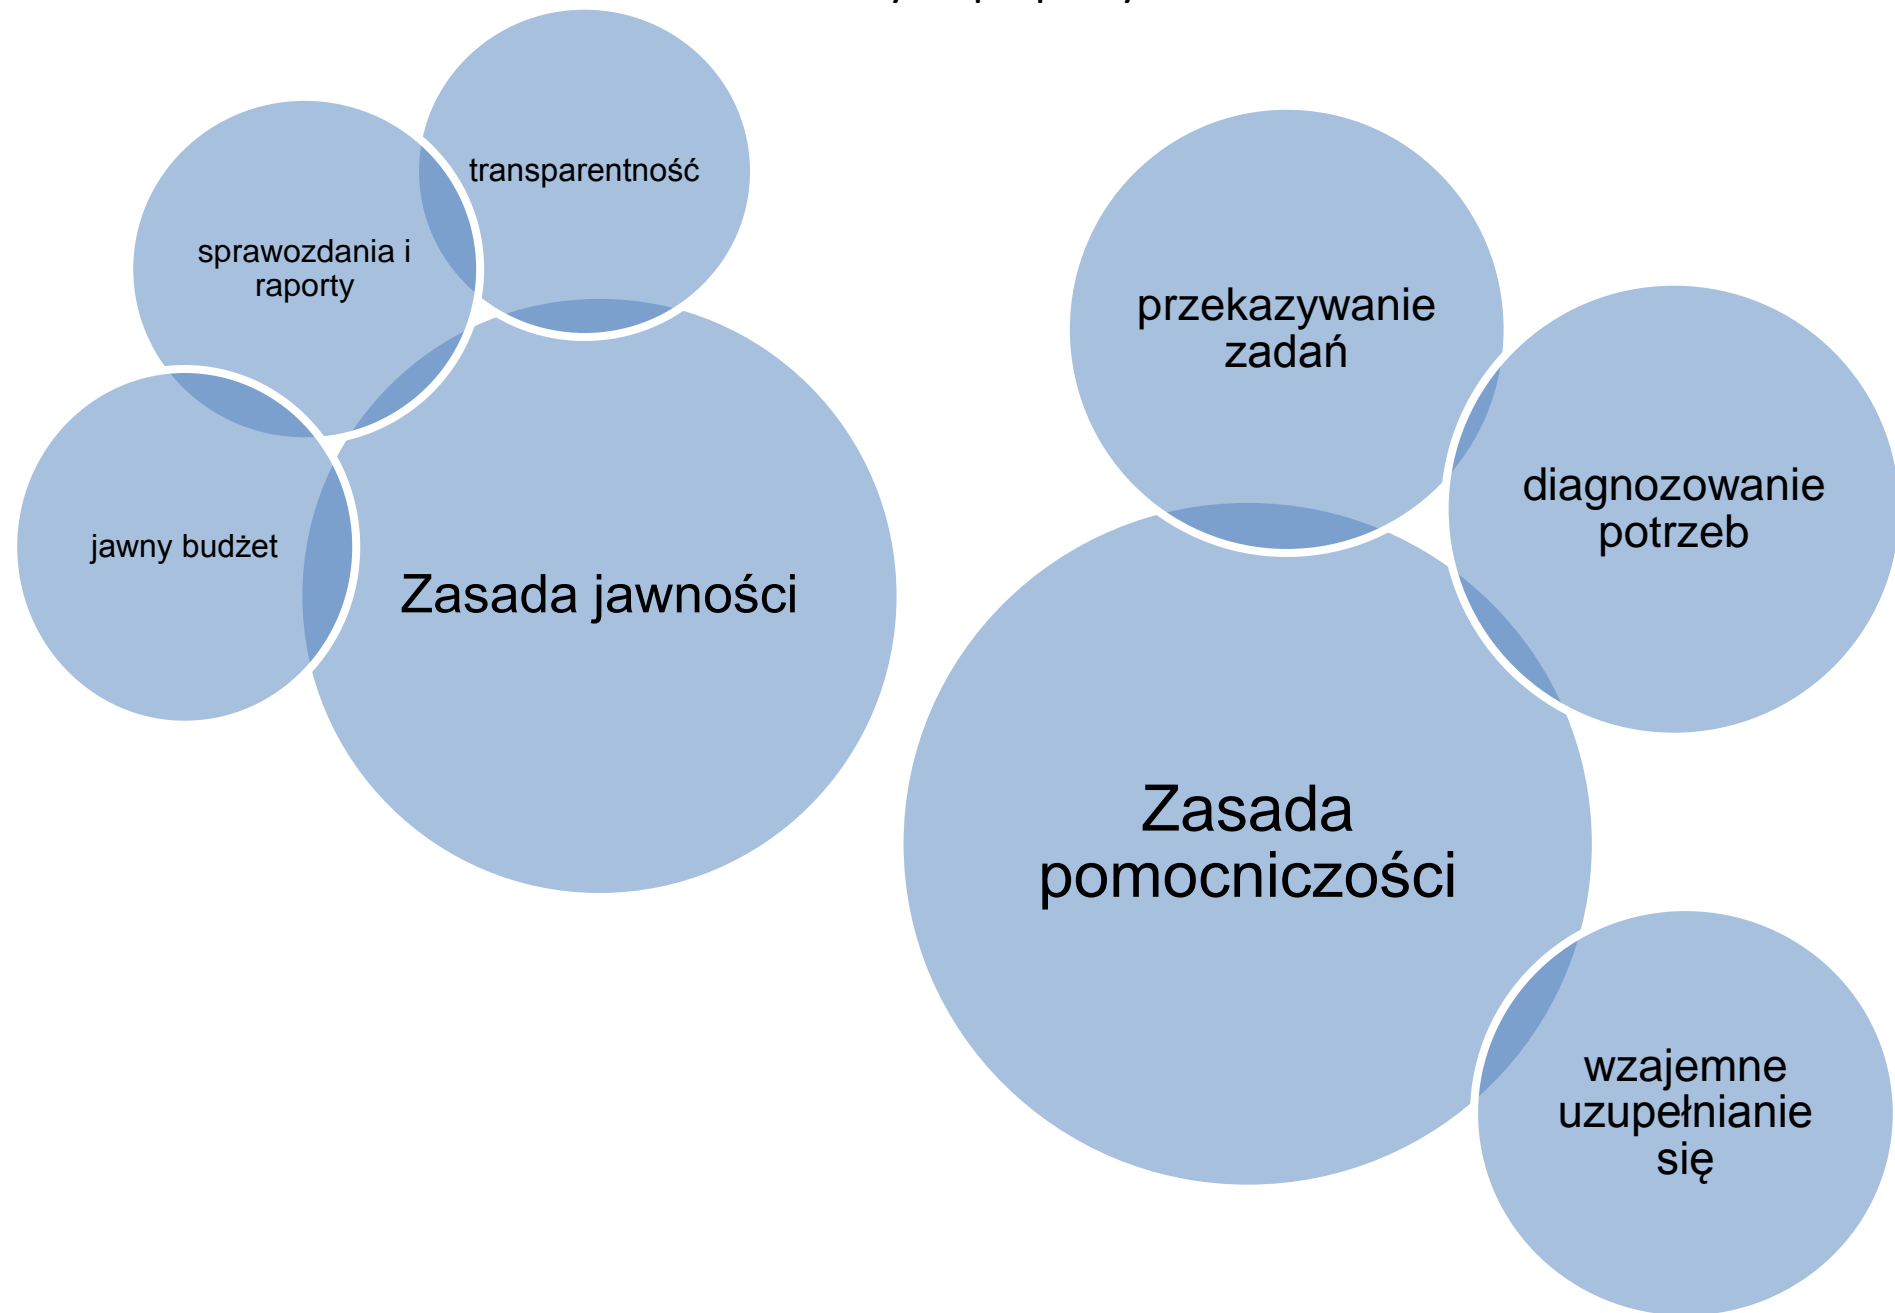 transparentność
sprawozdania i
raporty
jawny budżet
Zasada jawności
przekazywanie
zadań
diagnozowanie
potrzeb
Zasada
pomocniczości
wzajemne
uzupełnianie
się